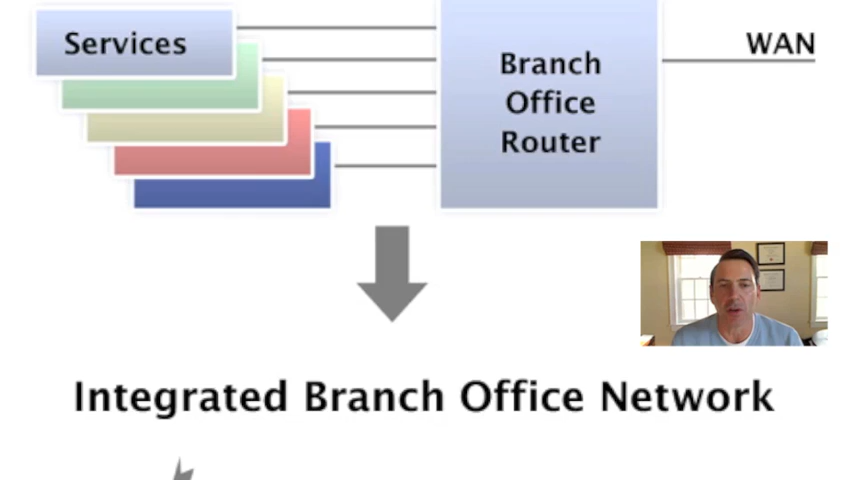 Services
Branch
Office
Router
WAN
Integrated Branch Office Network